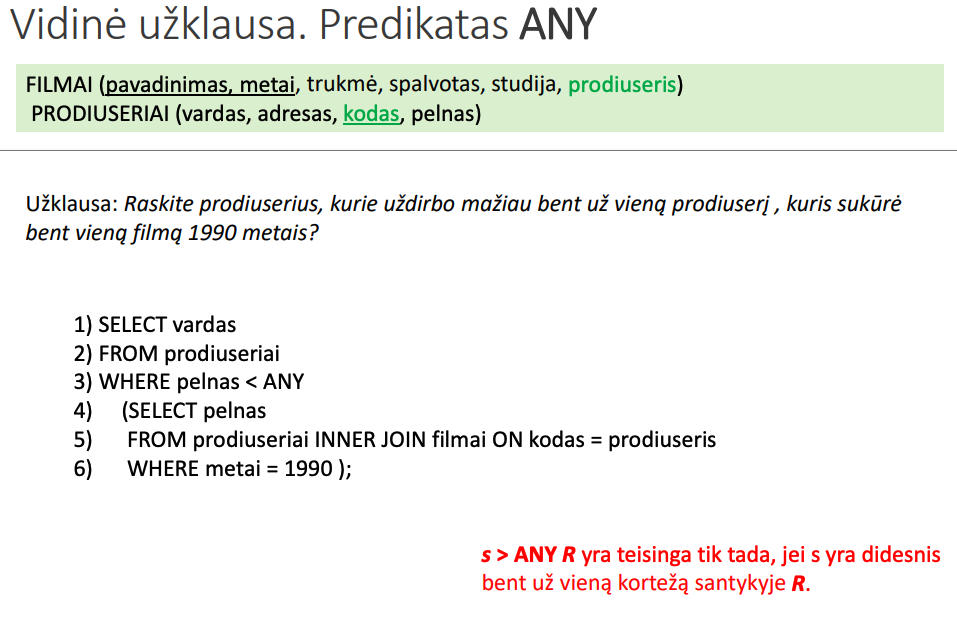 Vidinė užklausa. Predikatas ANY
FILMAI (pavadinimas, metai, trukmė, spalvotas, studija, prodiuseris)
PRODIUSERIAI (vardas, adresas, kodas, pelnas)
Užklausa: Raskite prodiuserius, kurie uždirbo mažiau bent už vieną prodiuserį , kuris sukūrė
bent vieną filmą 1990 metais?
1) SELECT vardas
2) FROM prodiuseriai
3) WHERE pelnas < ANY
4) (SELECT pelnas
5) FROM prodiuseriai INNER JOIN filmai ON kodas = prodiuseris
6) WHERE metai = 1990 );
s > ANY R yra teisinga tik tada, jei s yra didesnis
bent už vieną kortežą santykyje R.